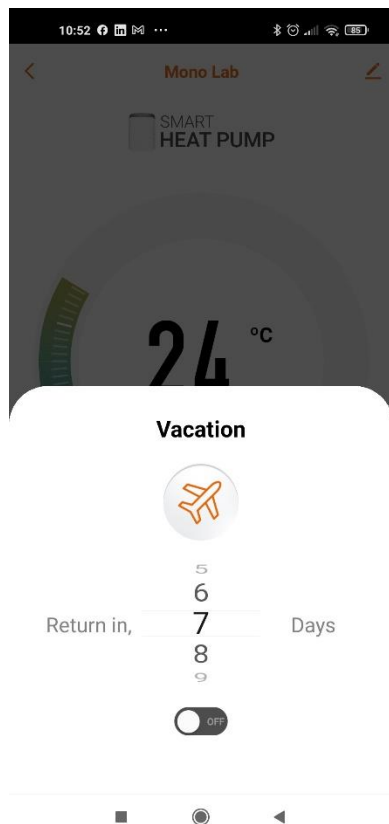 10:52 ...
85
Mono Lab
SMART
HEAT PUMP
24 °C
Vacation
5
6
Return in, 7 Days
8
9
OFF